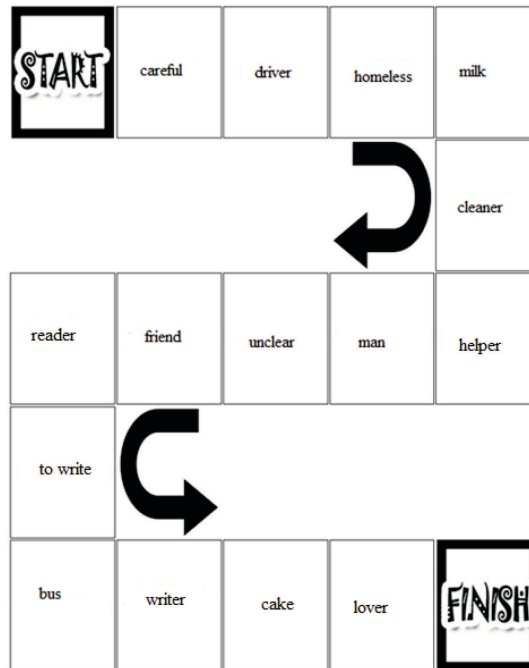 START
careful
driver
homeless
milk
cleaner
reader
friend
unclear
man
helper
to write
bus
writer
cake
lover
FINISH